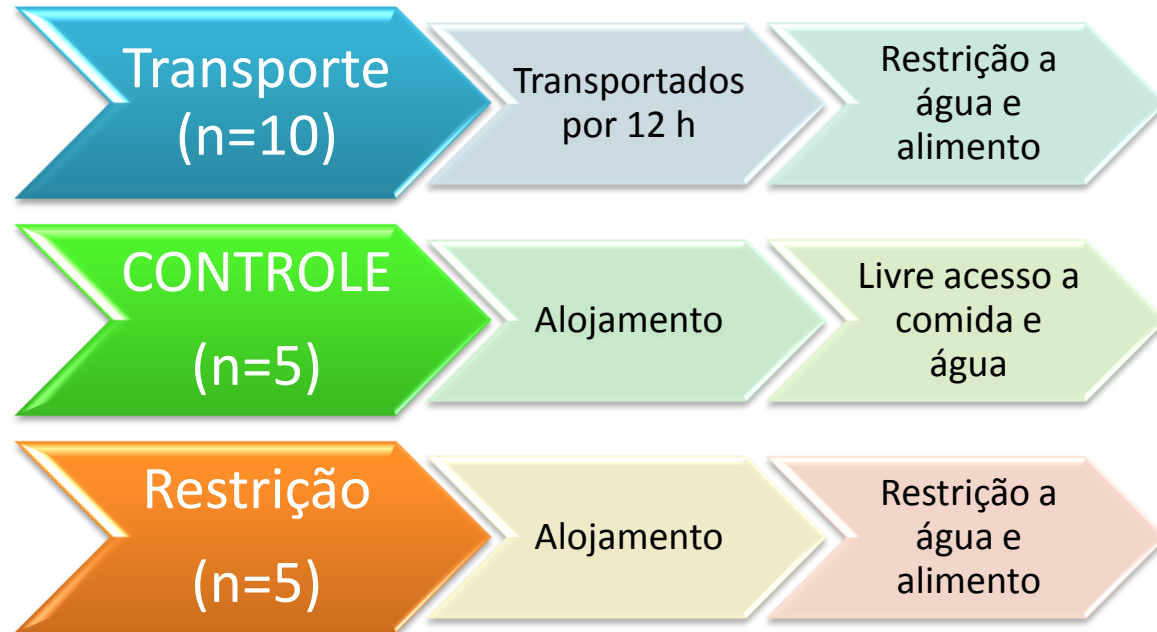 Transporte
(n=10)
Transportados
por 12 h
Restrição a
água e
alimento
CONTROLE
(n=5)
Alojamento
Livre acesso a
comida e
água
Restrição
(n=5)
Alojamento
Restrição a
água e
alimento